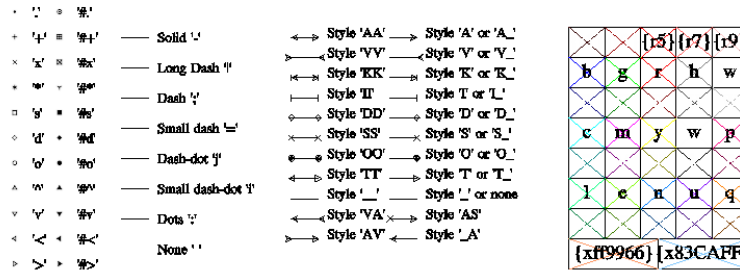 '.' '#.'
'+' '#+'
'x' '#x'
'*' '#*'
's' '#s'
'd' '#d'
'o' '#o'
'^' '#^'
'v' '#v'
'<' '#<'
'>' '#>'
Solid '-'
Long Dash '|'
Dash ';'
Small dash '='
Dash-dot 'j'
Small dash-dot 'i'
Dots ':'
None ' '
Style 'AA' Style 'A' or 'A_'
Style 'VV' Style 'V' or 'V_'
Style 'KK' Style 'K' or 'K_'
Style 'II' Style 'I' or 'I_'
Style 'DD' Style 'D' or 'D_'
Style 'SS' Style 'S' or 'S_'
Style 'OO' Style 'O' or 'O_'
Style 'TT' Style 'T' or 'T_'
Style '__' Style '_' or none
Style 'VA' Style 'AS'
Style 'AV' Style '_A'
{r5} {r7} {r9
b g r h w
c m y w p
l e n u q
{xff9966} {x83CAFF